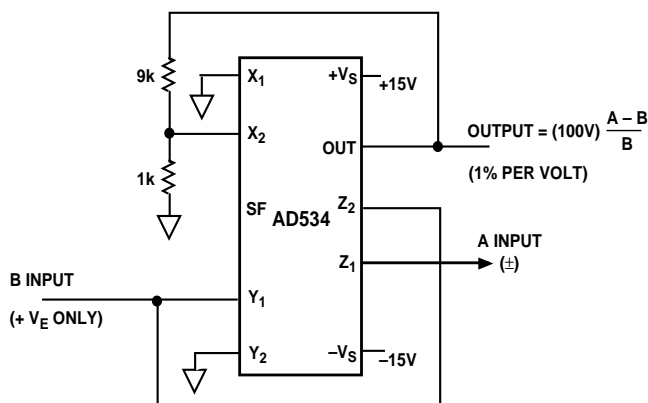 9k
1k
X1
X2
SF
Y1
Y2
+VS
OUT
Z2
Z1
–VS
AD534
+15V
–15V
OUTPUT = (100V) A – B
B
(1% PER VOLT)
A INPUT
(±)
B INPUT
(+ VE ONLY)